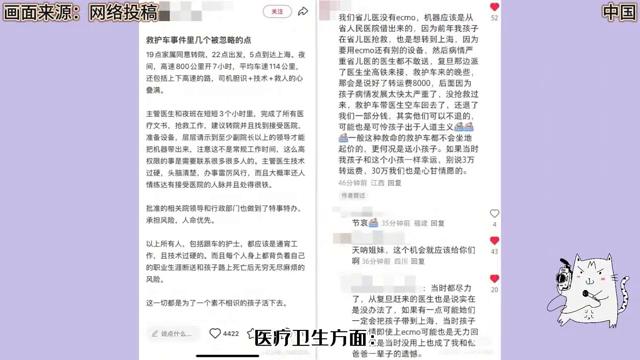 画面来源：网络投稿
中国
关注
救护车事件里几个被忽略的点
19点家属同意转院，22点出发，5点到达上海。夜
间，高速800公里开7小时，平均车速114公里，
还包括上下高速的路，司机胆识+技术+救人的心
叠满。
主管医生和夜班在短短3个小时里，完成了所有医
疗文书、抢救工作、建议转院并且找到接受医院、
准备设备，层层请示到至少副院长以上的领导才能
把机器带出来，注意这不是常规工作时间，这么高
权限的事是需要联系很多很多人的。主管医生技术
过硬，头脑清楚，办事雷厉风行，而且大概率还人
情练达有接受医院的人脉并且处得很铁。
批准的相关院领导和行政部门也做到了特事特办，
承担风险，人命优先。
以上所有人，包括跟车的护士，都应该是通宵工
作，且技术过硬的。而且每个人身上都背负着自己
的职业生涯断送和孩子路上死亡后无穷无尽麻烦的
风险。
这一切都是为了一个素不相识的孩子活下去。
说点什么...
4422
我们省儿医没有ecmo，机器应该是从
省人民医院借出来的，因为前年我孩子
在省儿医抢救，也是想转到上海，因为
要用ecmo还有别的设备，然后病情严
重省儿医的医生都不敢送，复旦那边派
了医生坐高铁来接，救护车来的晚些，
那会是说好了转运费8000，后面因为
孩子病情发展太快太严重了，没抢救过
来，救护车带医生空车回去了，还退了
我们一部分钱，其实他们可以不退的，
可能也是可怜孩子出于人道主义
一般这种救命的救护车都不会坐地
起价的，更何况是送小孩子。如果当时
我孩子和这个小孩一样幸运，别说3万
转运费，30万我们也是心甘情愿的。
46分钟前 江西 回复
作者赞过
52
节哀
35分钟前 福建 回复
4
天呐姐妹，这个机会就应该给你们
啊 36分钟前 四川 回复
43
：当时都尽力
了，从复旦赶来的医生也是说实在
是没办法了，如果有一点可能她们
一定会把孩子带到上海，当时孩子
情即使上ecmo可能也是无力回
是当时没用上也成了我和
爸爸一辈子的遗憾。
20
医疗卫生方面：